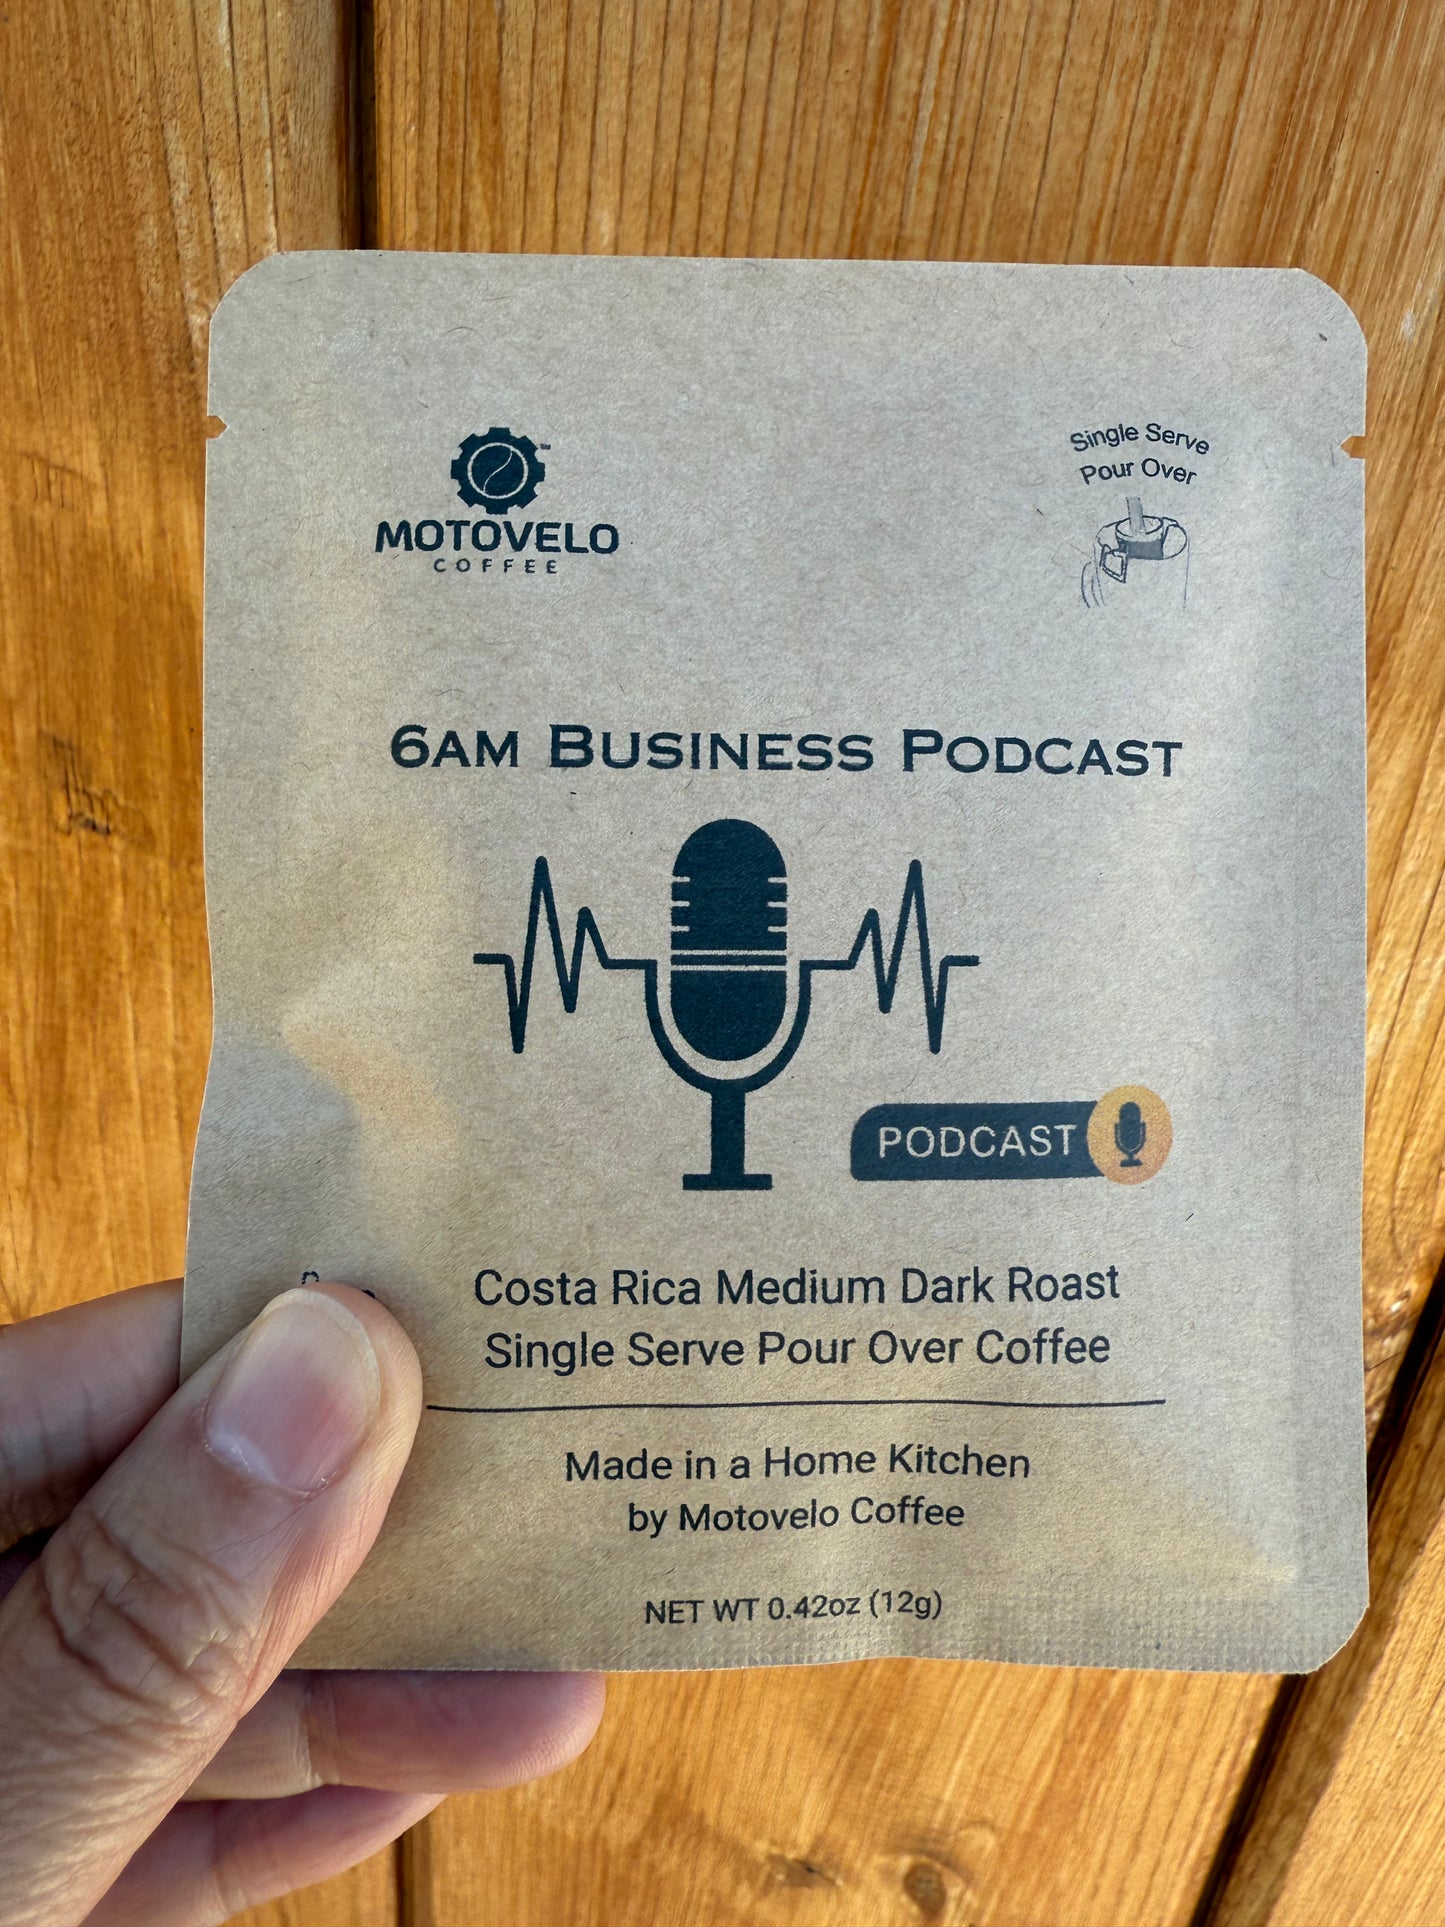 MOTOVELO
COFFEE
Single Serve
Pour Over
6AM BUSINESS PODCAST
PODCAST
Costa Rica Medium Dark Roast
Single Serve Pour Over Coffee
Made in a Home Kitchen
by Motovelo Coffee
NET WT 0.42oz (12g)